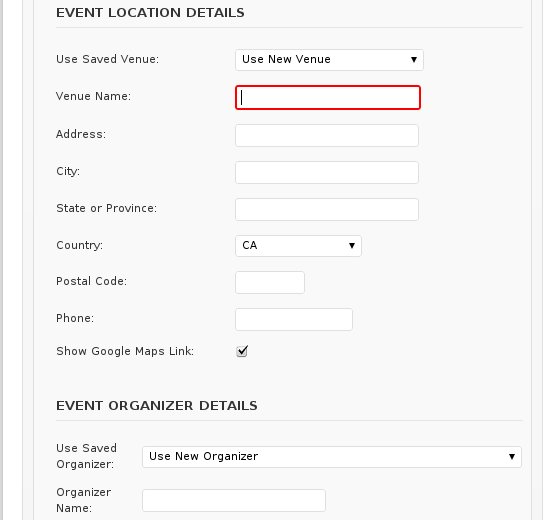 EVENT LOCATION DETAILS
Use Saved Venue: Use New Venue
Venue Name:
Address:
City:
State or Province:
Country: CA
Postal Code:
Phone:
Show Google Maps Link:
EVENT ORGANIZER DETAILS
Use Saved
Organizer: Use New Organizer
Organizer
Name: